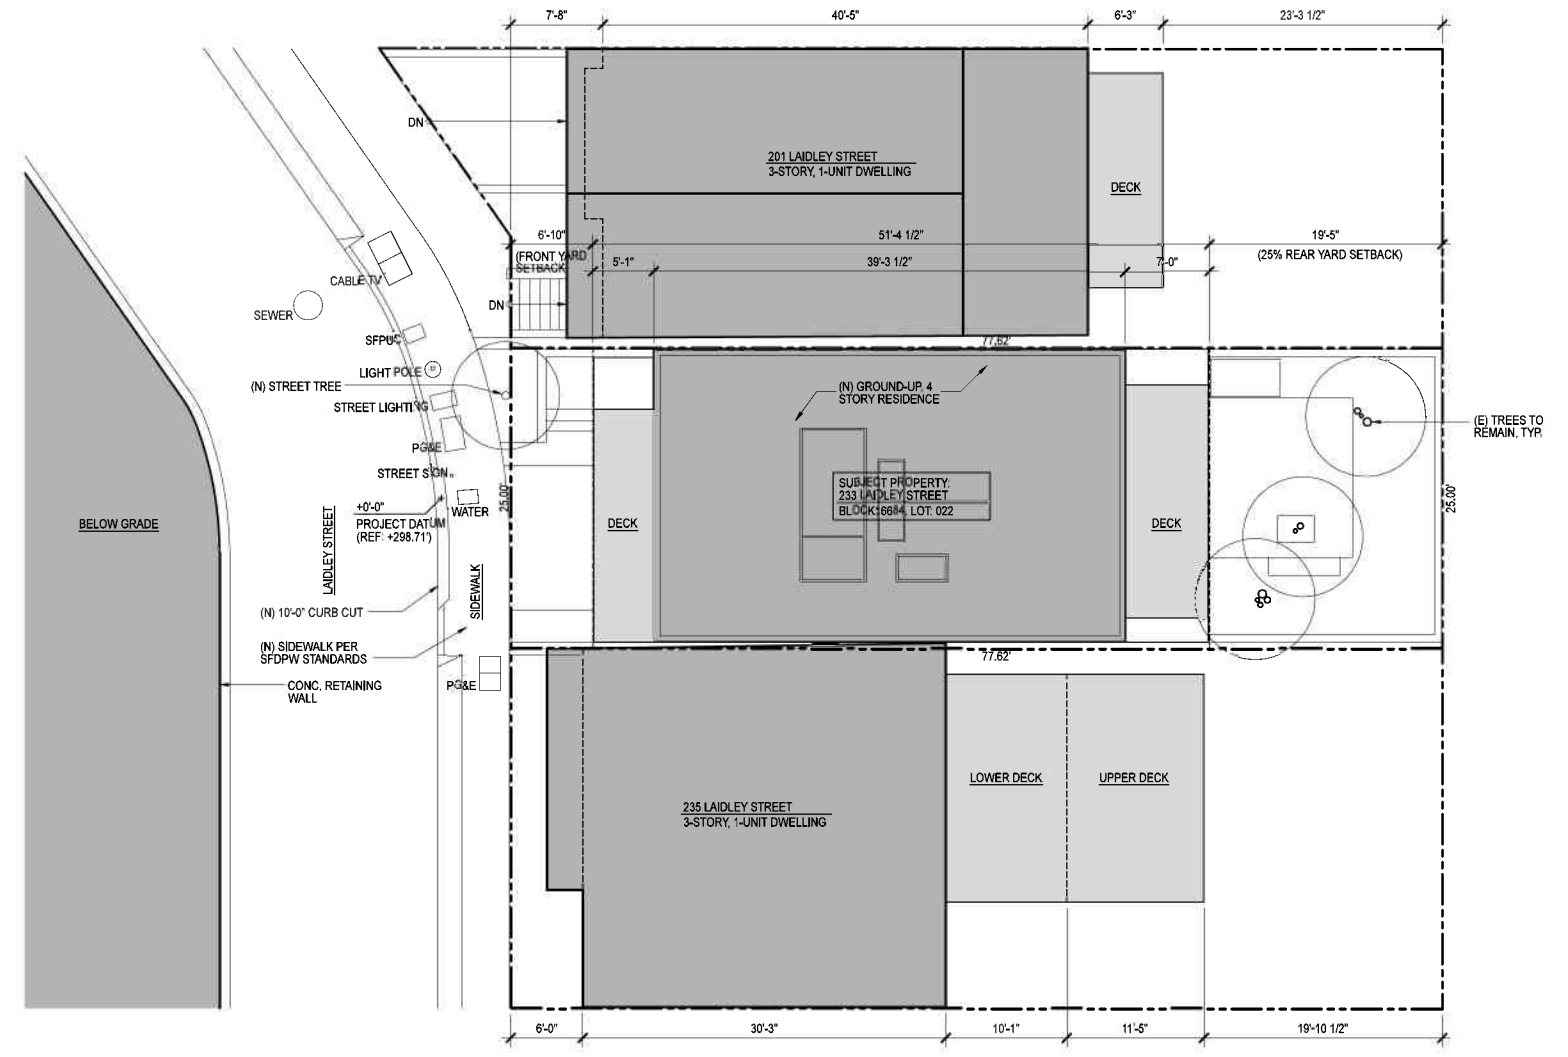 7'-8"
40'-5"
6'-3"
23'-3 1/2"
DN
201 LAIDLEY STREET
3-STORY, 1-UNIT DWELLING
DECK
6'-10"
51'-4 1/2"
19'-5"
(FRONT YARD
SETBACK
(25% REAR YARD SETBACK)
5'-1"
39'-3 1/2"
7'-0"
CABLE TV
DN
SEWER
SFPUC
77.62'
LIGHT POLE
(N) STREET TREE
(N) GROUND-UP, 4
STORY RESIDENCE
STREET LIGHTING
(E) TREES TO
REMAIN, TYP.
PG&E
STREET SIGN
SUBJECT PROPERTY:
233 LAIDLEY STREET
BLOCK:6664, LOT: 022
25.00'
25.00'
+0'-0"
PROJECT DATUM
(REF: +298.71')
WATER
BELOW GRADE
DECK
DECK
LAIDLEY STREET
SIDEWALK
(N) 10'-0" CURB CUT
(N) SIDEWALK PER
SFDPW STANDARDS
77.62'
PG&E
CONC. RETAINING
WALL
LOWER DECK
UPPER DECK
235 LAIDLEY STREET
3-STORY, 1-UNIT DWELLING
6'-0"
30'-3"
10'-1"
11'-5"
19'-10 1/2"